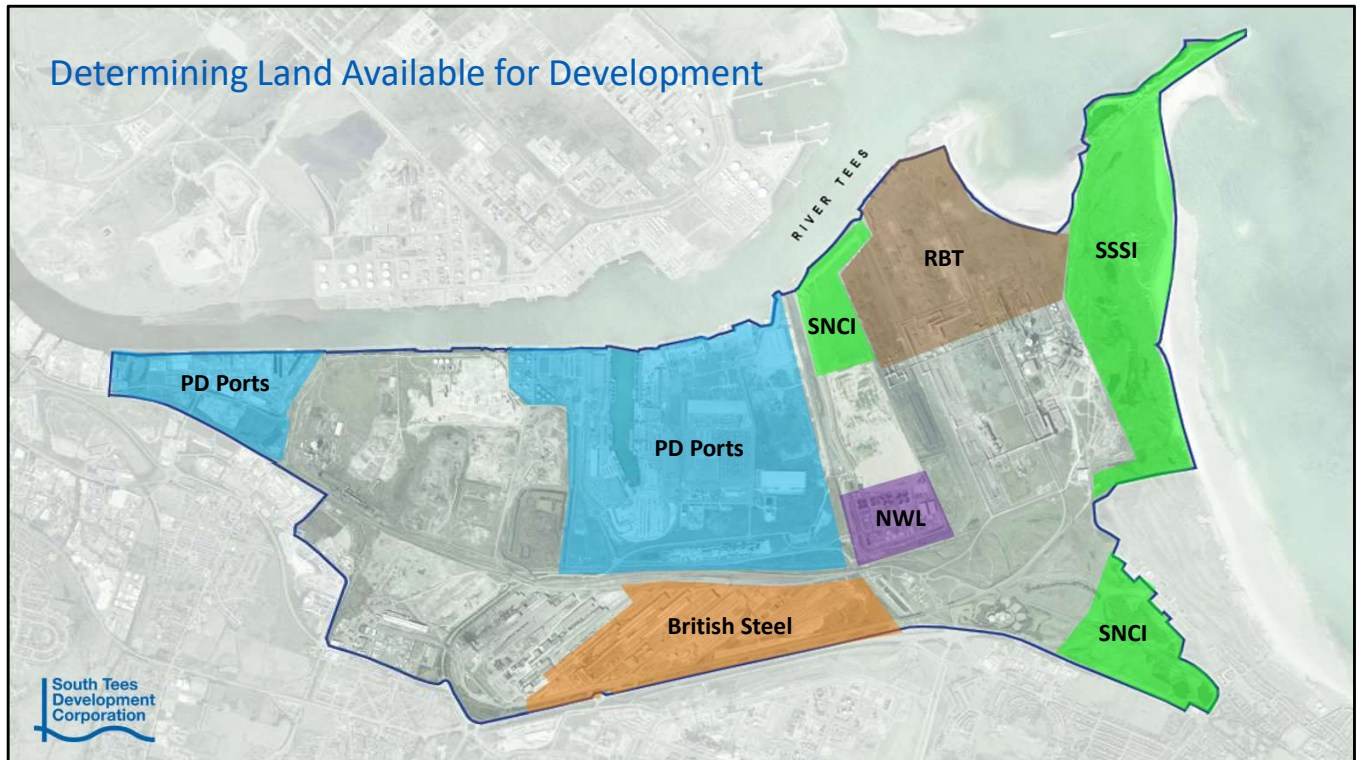 Determining Land Available for Development
RIVER TEES
RBT
SSSI
SNCI
PD Ports
PD Ports
NWL
British Steel
SNCI
South Tees
Development
Corporation